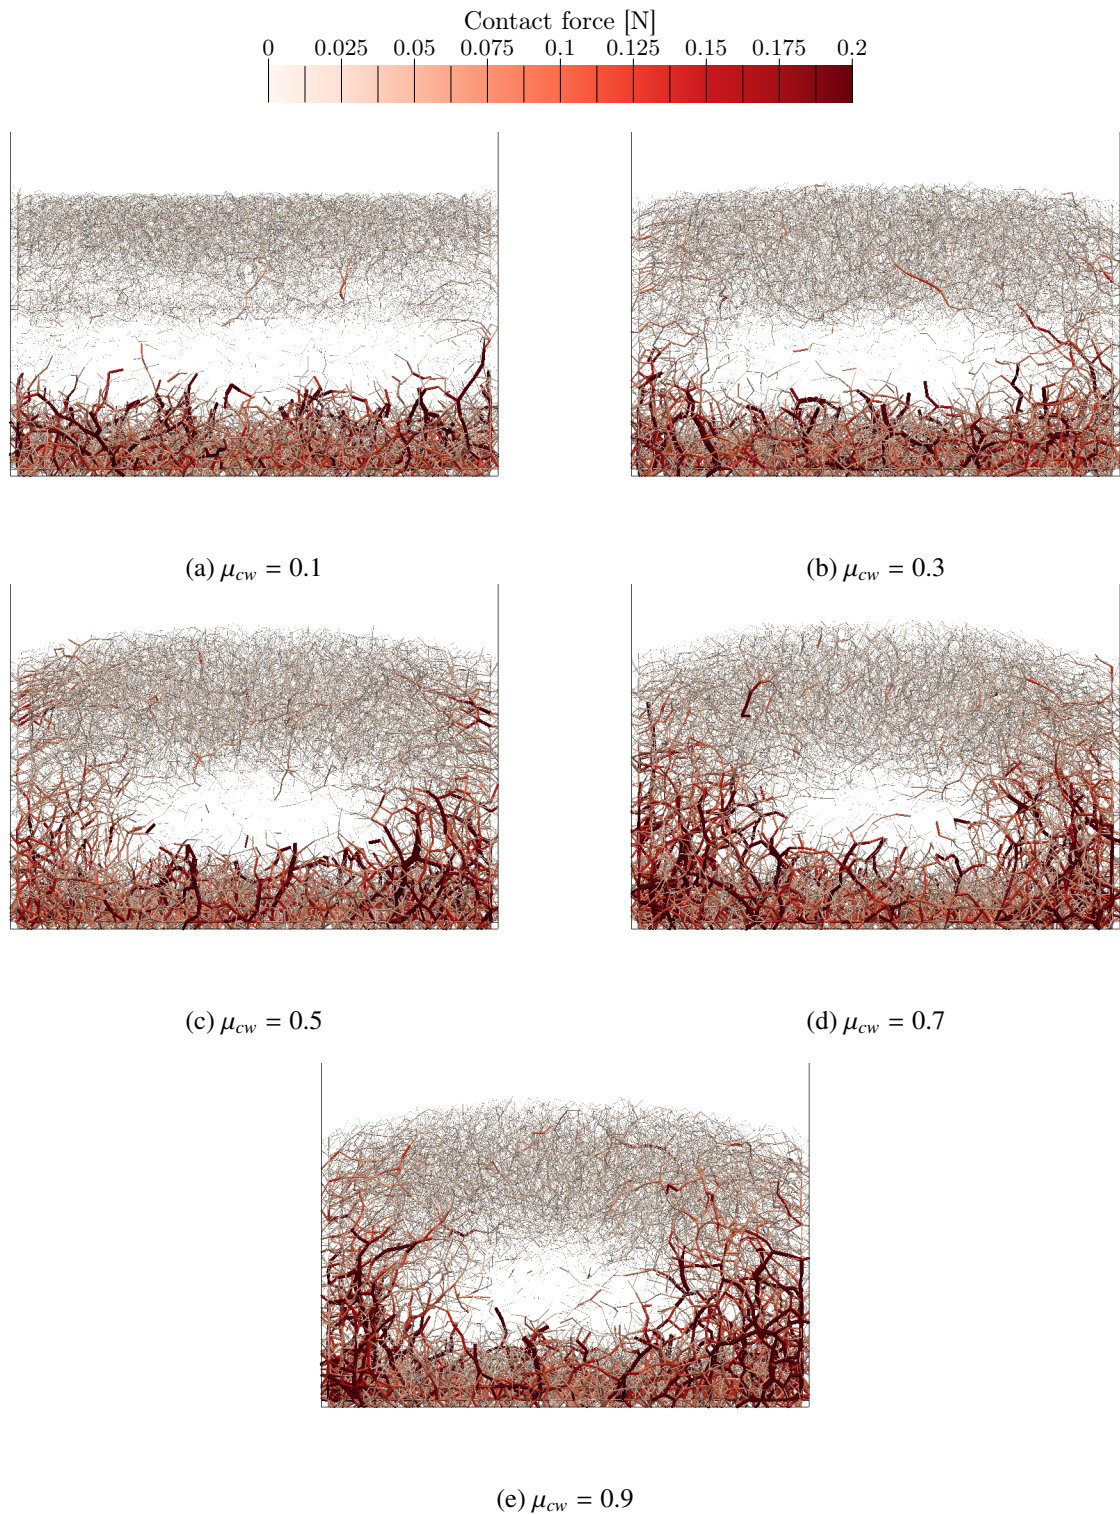 Contact force [N]
0 0.025 0.05 0.075 0.1 0.125 0.15 0.175 0.2
(a) μcw = 0.1
(b) μcw = 0.3
(c) μcw = 0.5
(d) μcw = 0.7
(e) μcw = 0.9